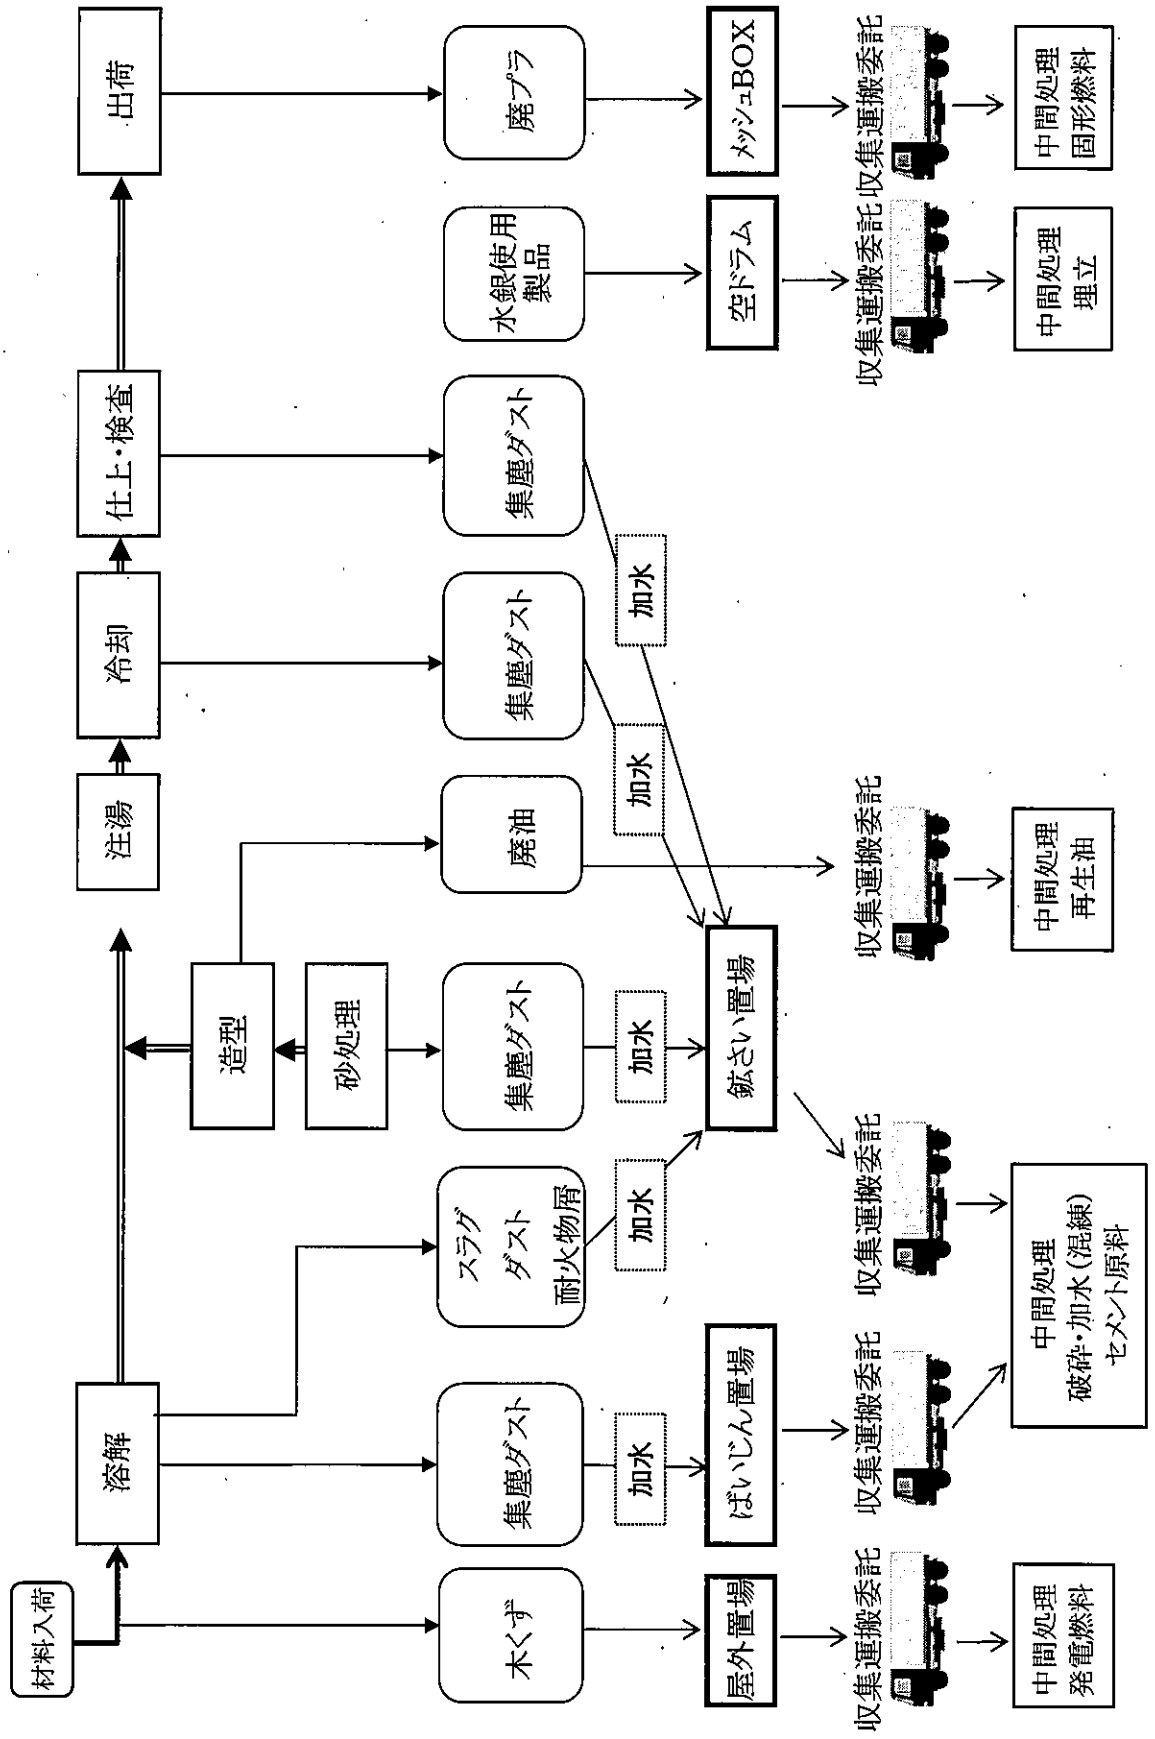 材料入荷
溶解
注湯
冷却
仕上・検査
出荷
造型
砂処理
木くず
集塵ダスト
スラグ
ダスト
耐火物屑
集塵ダスト
廃油
集塵ダスト
集塵ダスト
水銀使用
製品
廃プラ
加水
加水
加水
加水
加水
屋外置場
ばいじん置場
鉱さい置場
空ドラム
メッシュBOX
収集運搬委託
収集運搬委託
収集運搬委託
収集運搬委託
収集運搬委託
収集運搬委託
中間処理
発電燃料
中間処理
破砕・加水(混練)
セメント原料
中間処理
再生油
中間処理
埋立
中間処理
固形燃料